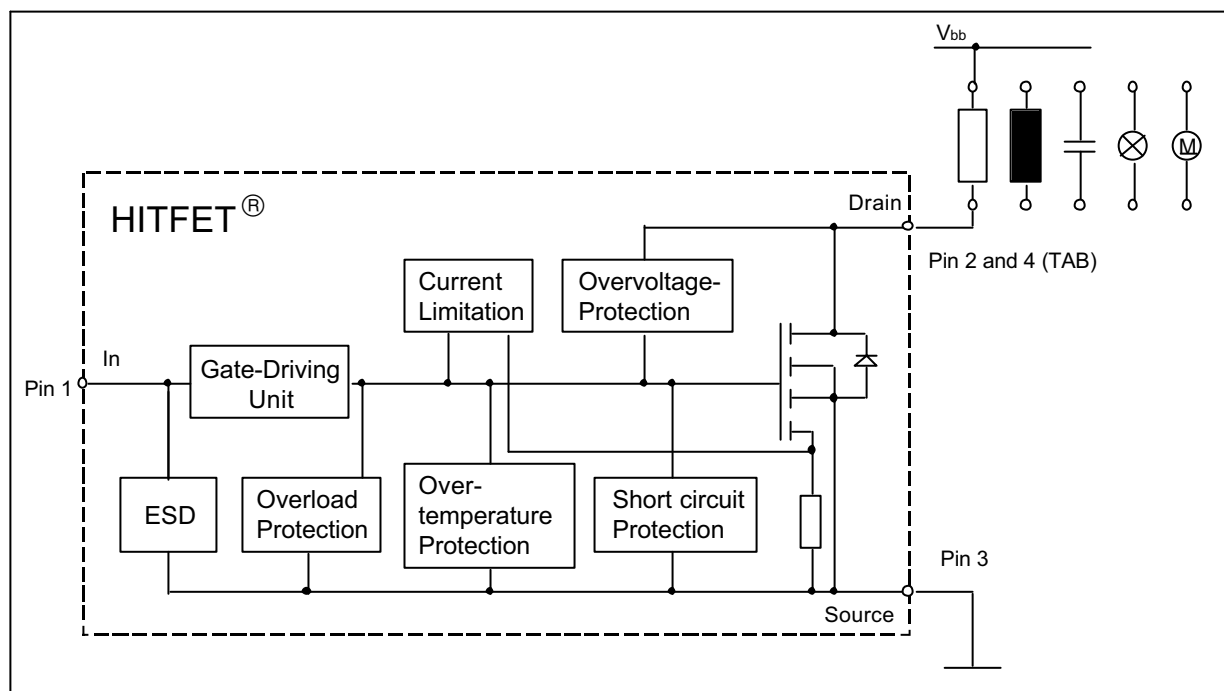 Vbb
M
HITFET ®
Drain
Pin 2 and 4 (TAB)
Current
Limitation
Overvoltage-
Protection
In
Pin 1
Gate-Driving
Unit
ESD
Overload
Protection
Over-
temperature
Protection
Short circuit
Protection
Pin 3
Source